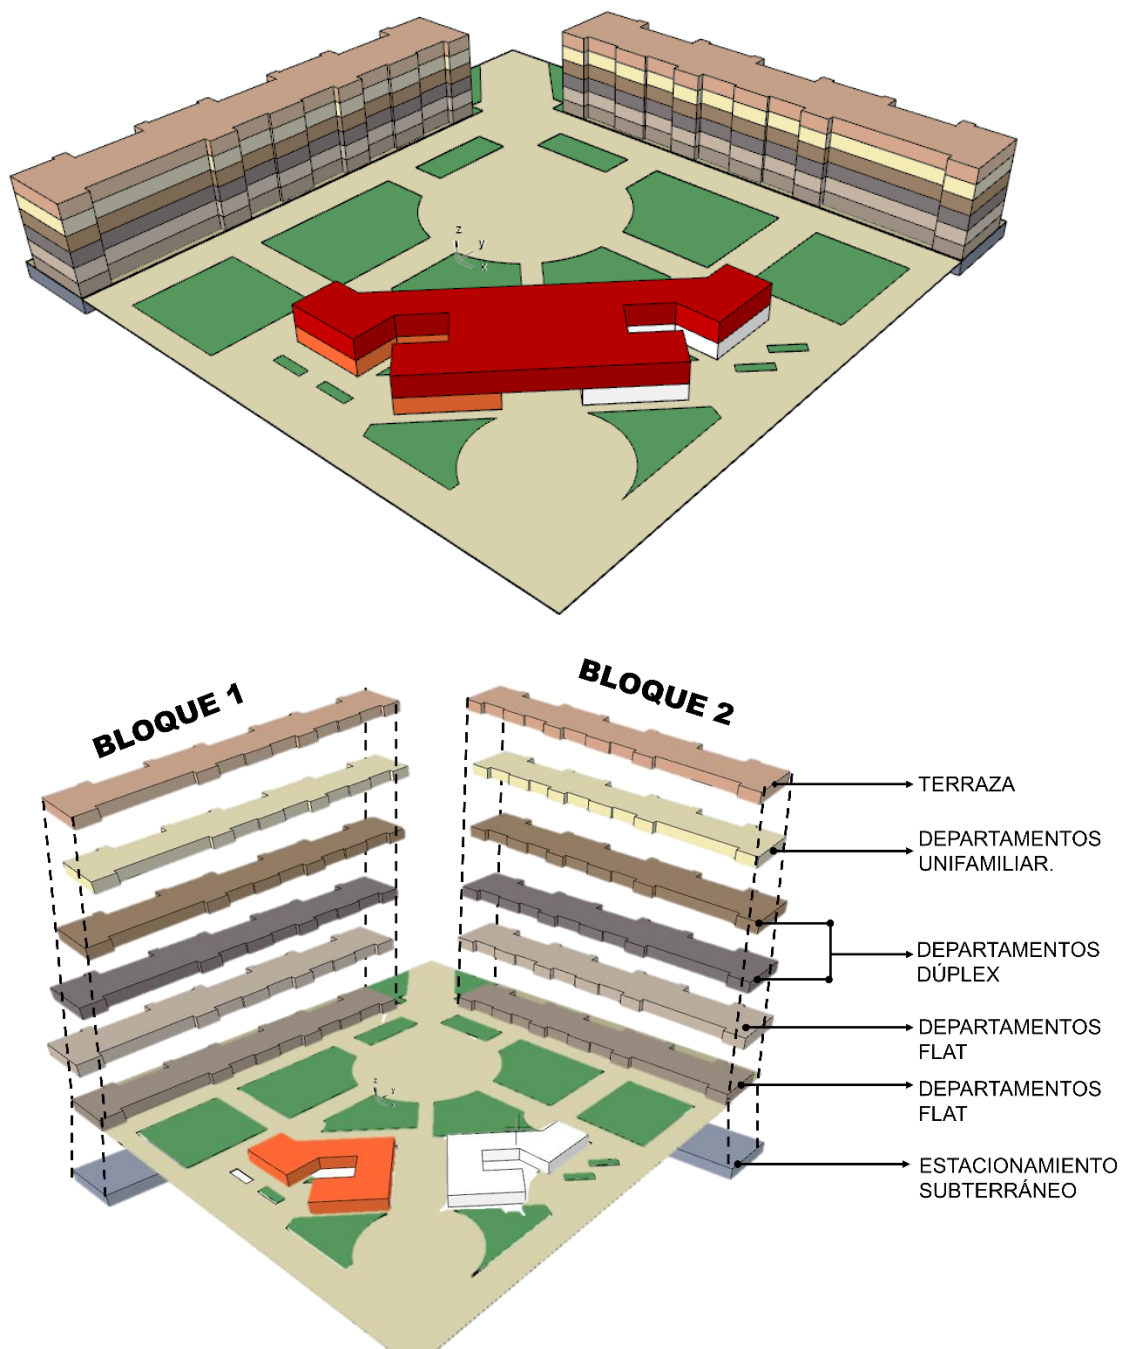 z
y
x
BLOQUE 1
BLOQUE 2
TERRAZA
DEPARTAMENTOS
UNIFAMILIAR.
DEPARTAMENTOS
DÚPLEX
DEPARTAMENTOS
FLAT
DEPARTAMENTOS
FLAT
z
y
x
ESTACIONAMIENTO
SUBTERRÁNEO